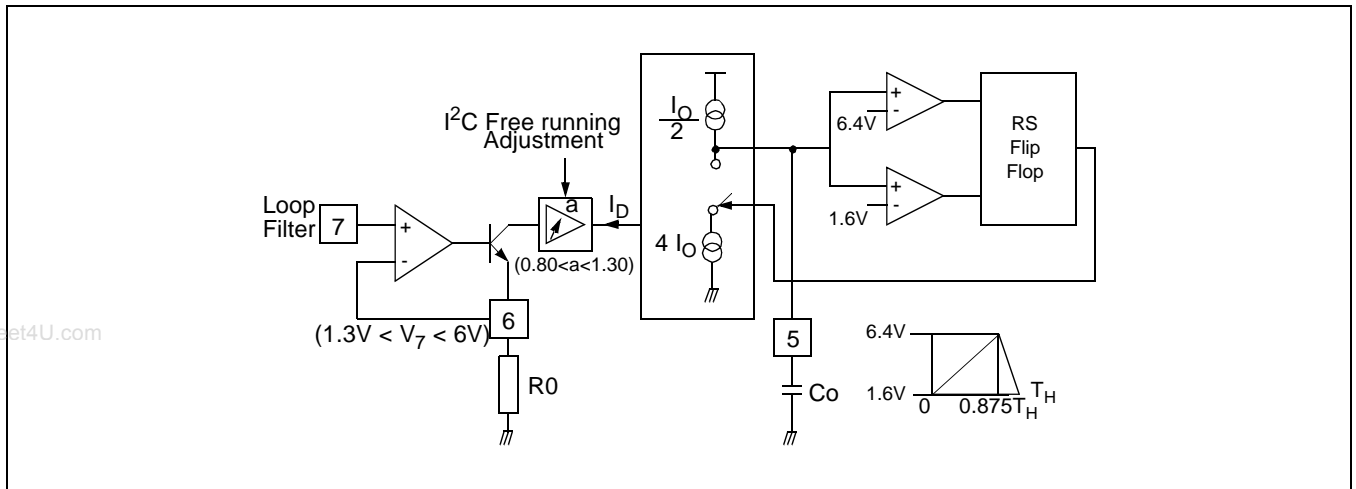 I²C Free running
Adjustment
Loop
Filter
7
+
-
a
(0.80<a<1.30)
I_D
I_O
2
4 I_O
6
(1.3V < V₇ < 6V)
R0
5
Co
+
-
6.4V
+
-
1.6V
RS
Flip
Flop
6.4V
1.6V
0
0.875T_H
T_H
eet4U.com